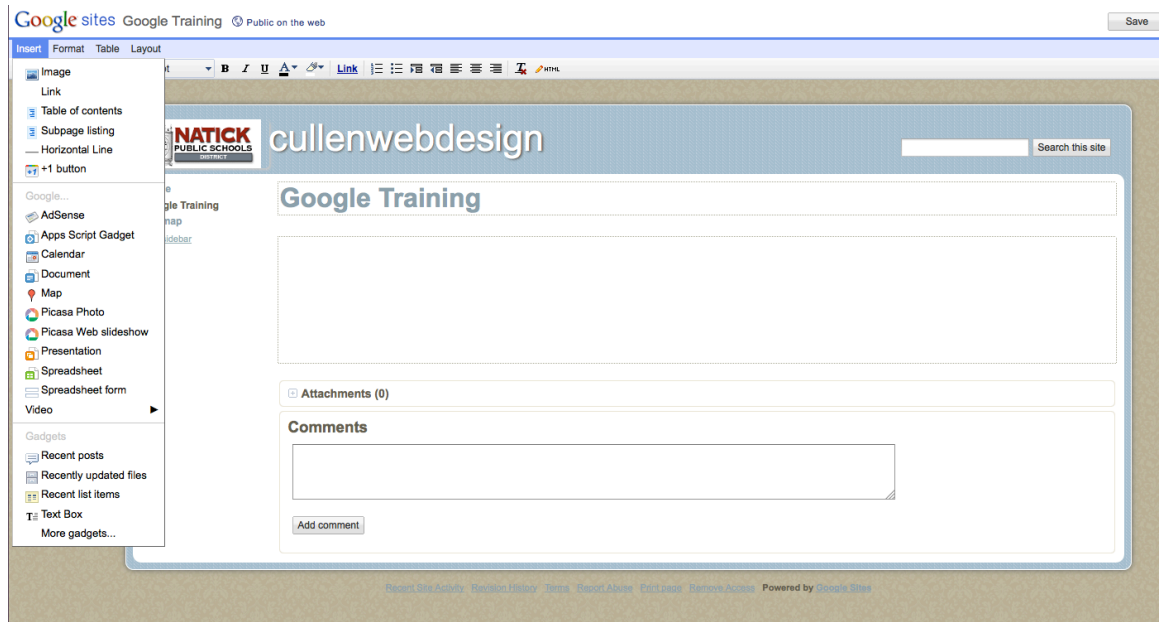 Google sites Google Training Public on the web Save
Insert Format Table Layout
B I U A Link HTML
Image
Link
Table of contents
Subpage listing
Horizontal Line
+1 button
Google...
AdSense
Apps Script Gadget
Calendar
Document
Map
Picasa Photo
Picasa Web slideshow
Presentation
Spreadsheet
Spreadsheet form
Video
Gadgets
Recent posts
Recently updated files
Recent list items
Text Box
More gadgets...
NATICK
PUBLIC SCHOOLS
DISTRICT
cullenwebdesign
Search this site
gle Training
map
sidebar
Google Training
Attachments (0)
Comments
Add comment
Recent Site Activity Revision History Terms Report Abuse Print page Remove Access Powered by Google Sites